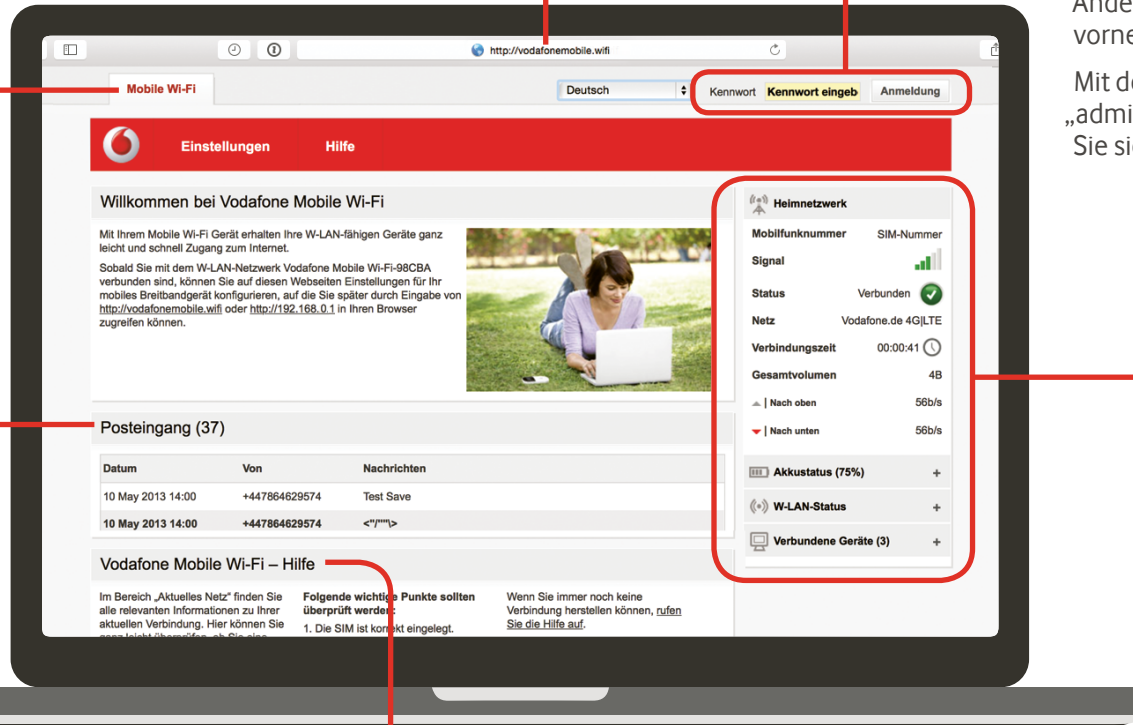 http://vodafonemobile.wifi
Mobile Wi-Fi
Deutsch
Kennwort Kennwort eingeb Anmeldung
Einstellungen Hilfe
Willkommen bei Vodafone Mobile Wi-Fi
Mit Ihrem Mobile Wi-Fi Gerät erhalten Ihre W-LAN-fähigen Geräte ganz
leicht und schnell Zugang zum Internet.
Sobald Sie mit dem W-LAN-Netzwerk Vodafone Mobile Wi-Fi-98CBA
verbunden sind, können Sie auf diesen Webseiten Einstellungen für Ihr
mobiles Breitbandgerät konfigurieren, auf die Sie später durch Eingabe von
http://vodafonemobile.wifi oder http://192.168.0.1 in Ihren Browser
zugreifen können.
Posteingang (37)
Datum Von Nachrichten
10 May 2013 14:00 +447864629574 Test Save
10 May 2013 14:00 +447864629574 <"/""'\>
Vodafone Mobile Wi-Fi – Hilfe
Im Bereich „Aktuelles Netz" finden Sie
alle relevanten Informationen zu Ihrer
aktuellen Verbindung. Hier können Sie
ganz leicht überprüfen, ob Sie eine
Folgende wichtige Punkte sollten
überprüft werden:
1. Die SIM ist korrekt eingelegt.
Wenn Sie immer noch keine
Verbindung herstellen können, rufen
Sie die Hilfe auf.
Heimnetzwerk
Mobilfunknummer SIM-Nummer
Signal
Status Verbunden
Netz Vodafone.de 4G|LTE
Verbindungszeit 00:00:41
Gesamtvolumen 4B
| Nach oben 56b/s
| Nach unten 56b/s
Akkustatus (75%) +
W-LAN-Status +
Verbundene Geräte (3) +
Ande
vorne
Mit de
„admi
Sie si